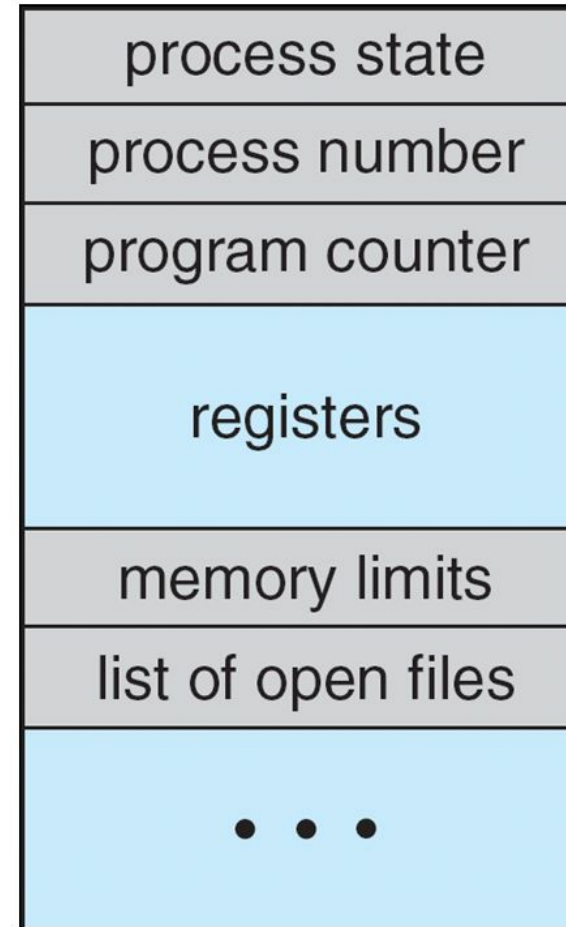 process state
process number
program counter
registers
memory limits
list of open files
• • •